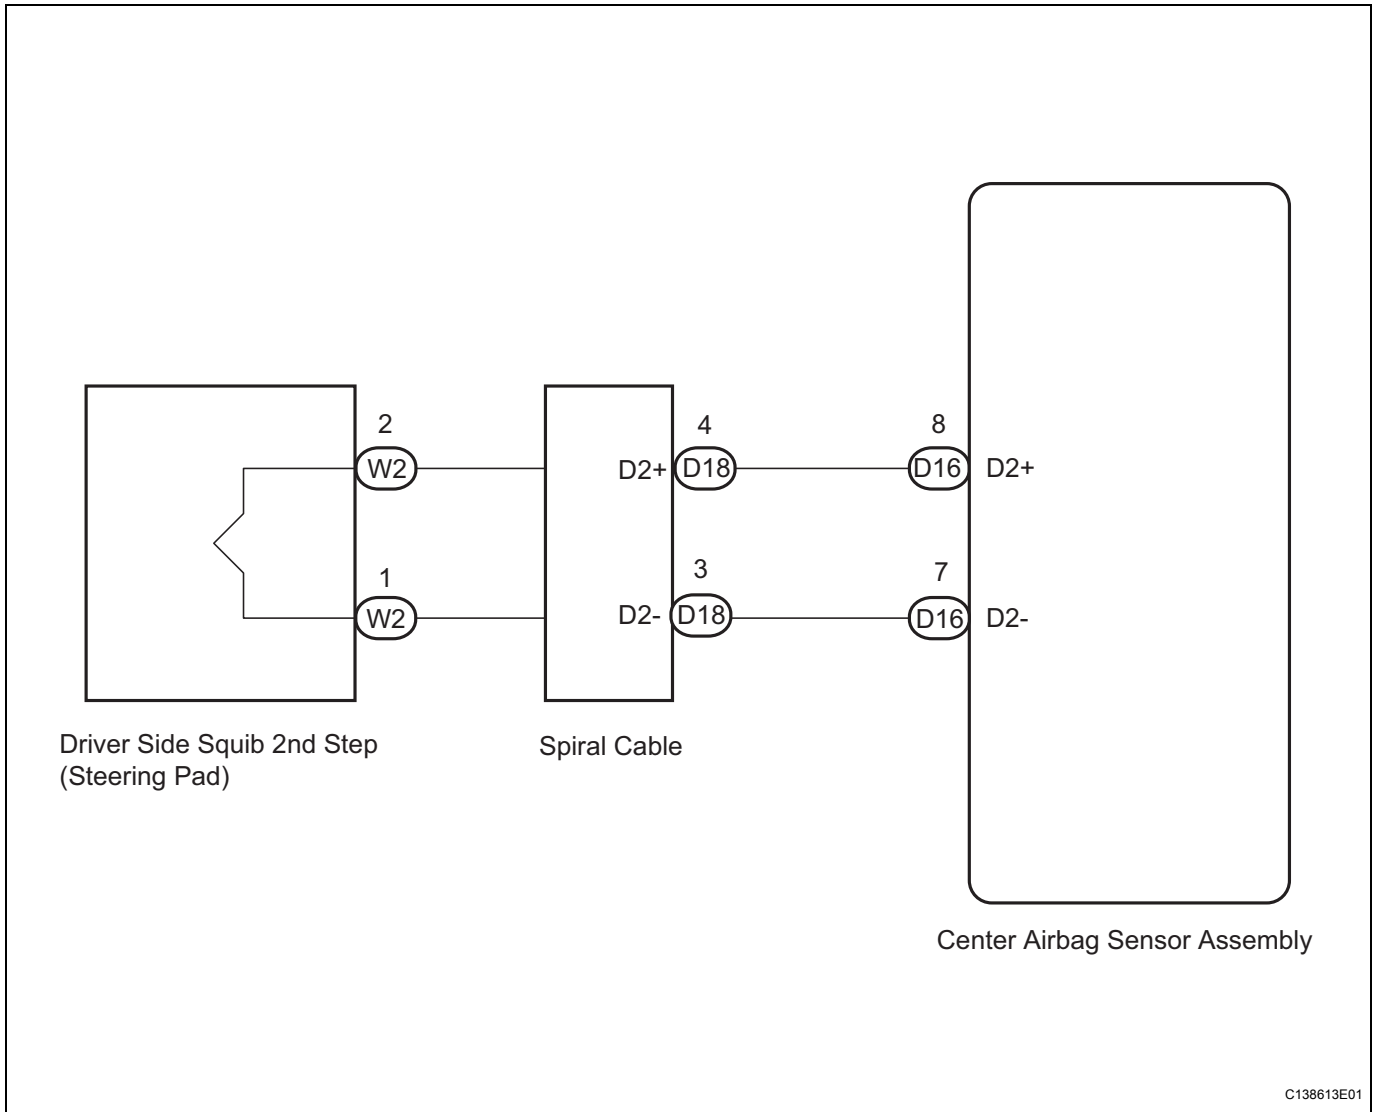 2
4
8
W2
D2+
D18
D16
D2+
1
3
7
W2
D2-
D18
D16
D2-
Driver Side Squib 2nd Step
(Steering Pad)
Spiral Cable
Center Airbag Sensor Assembly
C138613E01